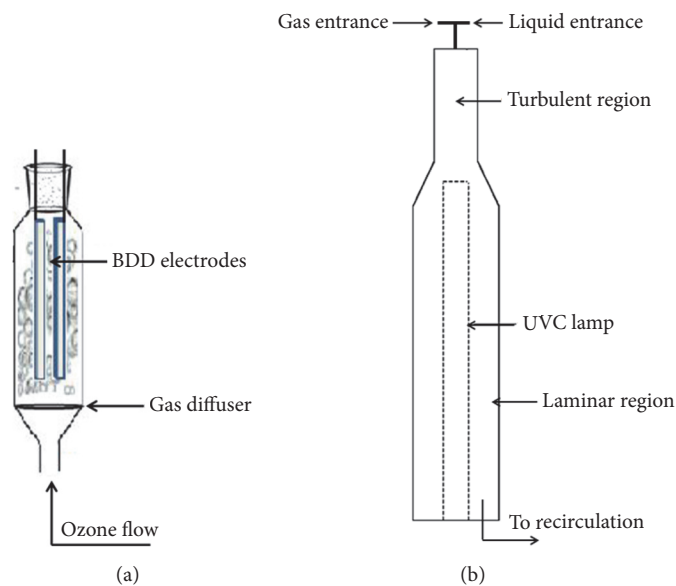 Gas entrance
Liquid entrance
Turbulent region
BDD electrodes
UVC lamp
Gas diffuser
Laminar region
Ozone flow
To recirculation
(a)
(b)